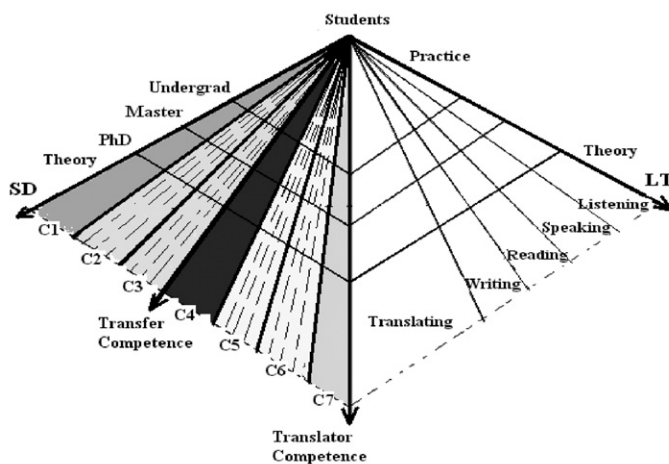 Students
Practice
Undergrad
Master
PhD
Theory
Theory
SD
LT
Listening
Speaking
Reading
Writing
Translating
C1
C2
C3
C4
C5
C6
C7
Transfer
Competence
Translator
Competence